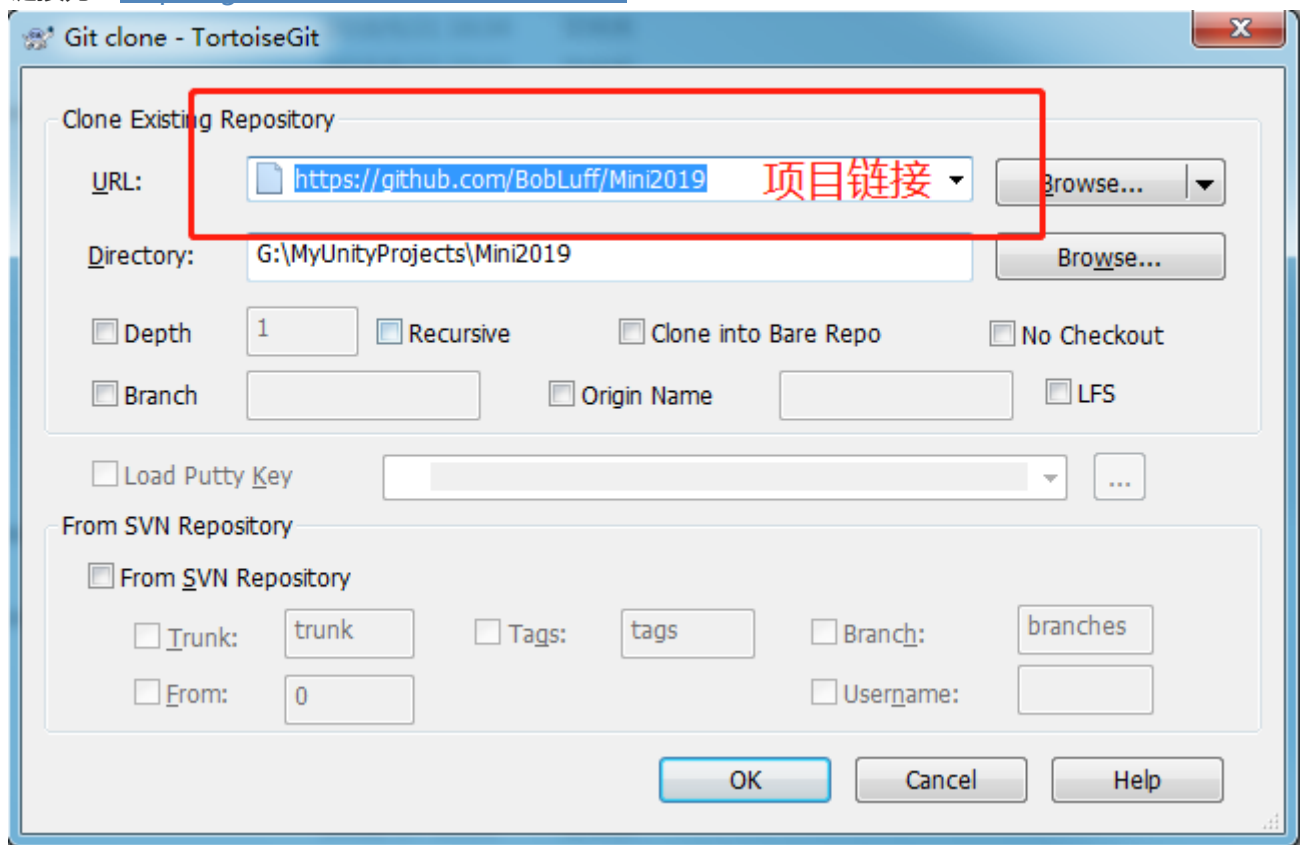 Git clone - TortoiseGit
Clone Existing Repository
URL: https://github.com/BobLuff/Mini2019 项目链接 Browse...
Directory: G:\MyUnityProjects\Mini2019 Browse...
Depth 1 Recursive Clone into Bare Repo No Checkout
Branch Origin Name LFS
Load Putty Key ...
From SVN Repository
From SVN Repository
Trunk: trunk Tags: tags Branch: branches
From: 0 Username:
OK Cancel Help